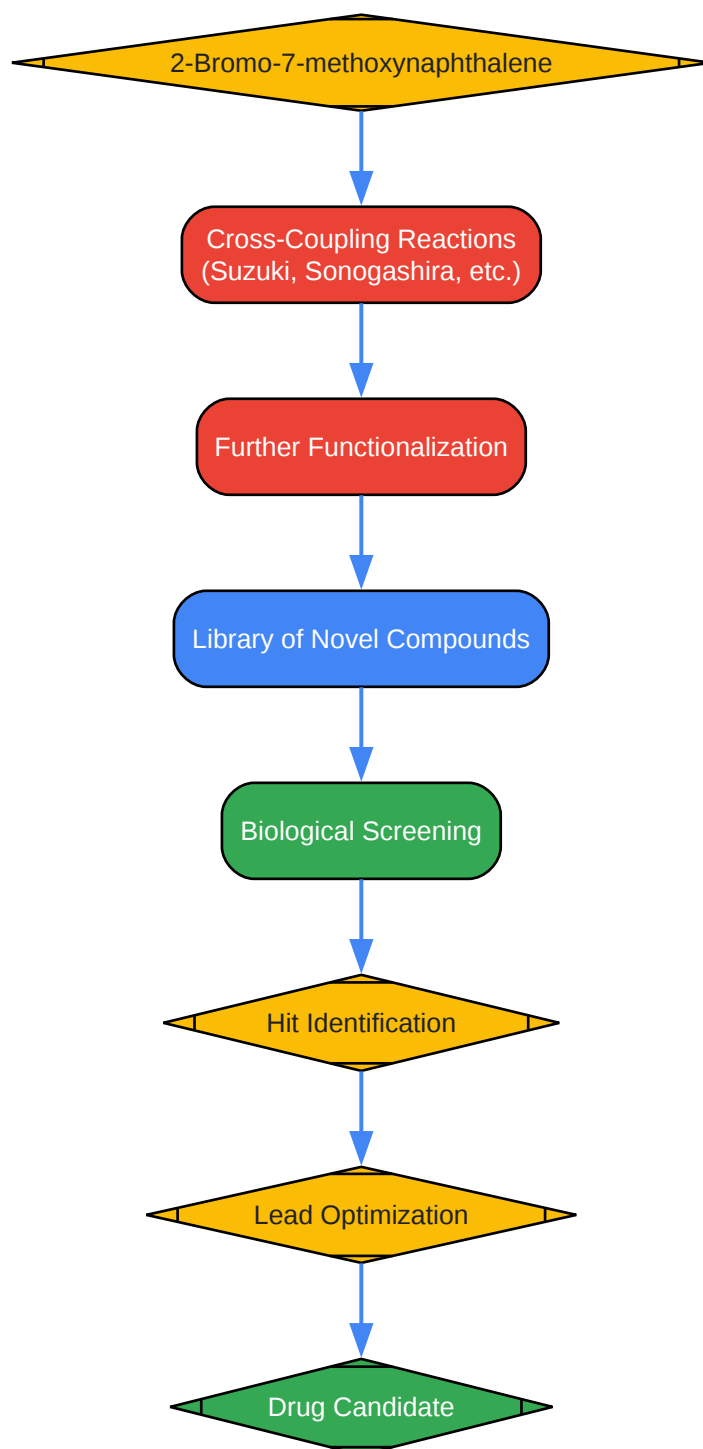 2-Bromo-7-methoxynaphthalene
Cross-Coupling Reactions
(Suzuki, Sonogashira, etc.)
Further Functionalization
Library of Novel Compounds
Biological Screening
Hit Identification
Lead Optimization
Drug Candidate